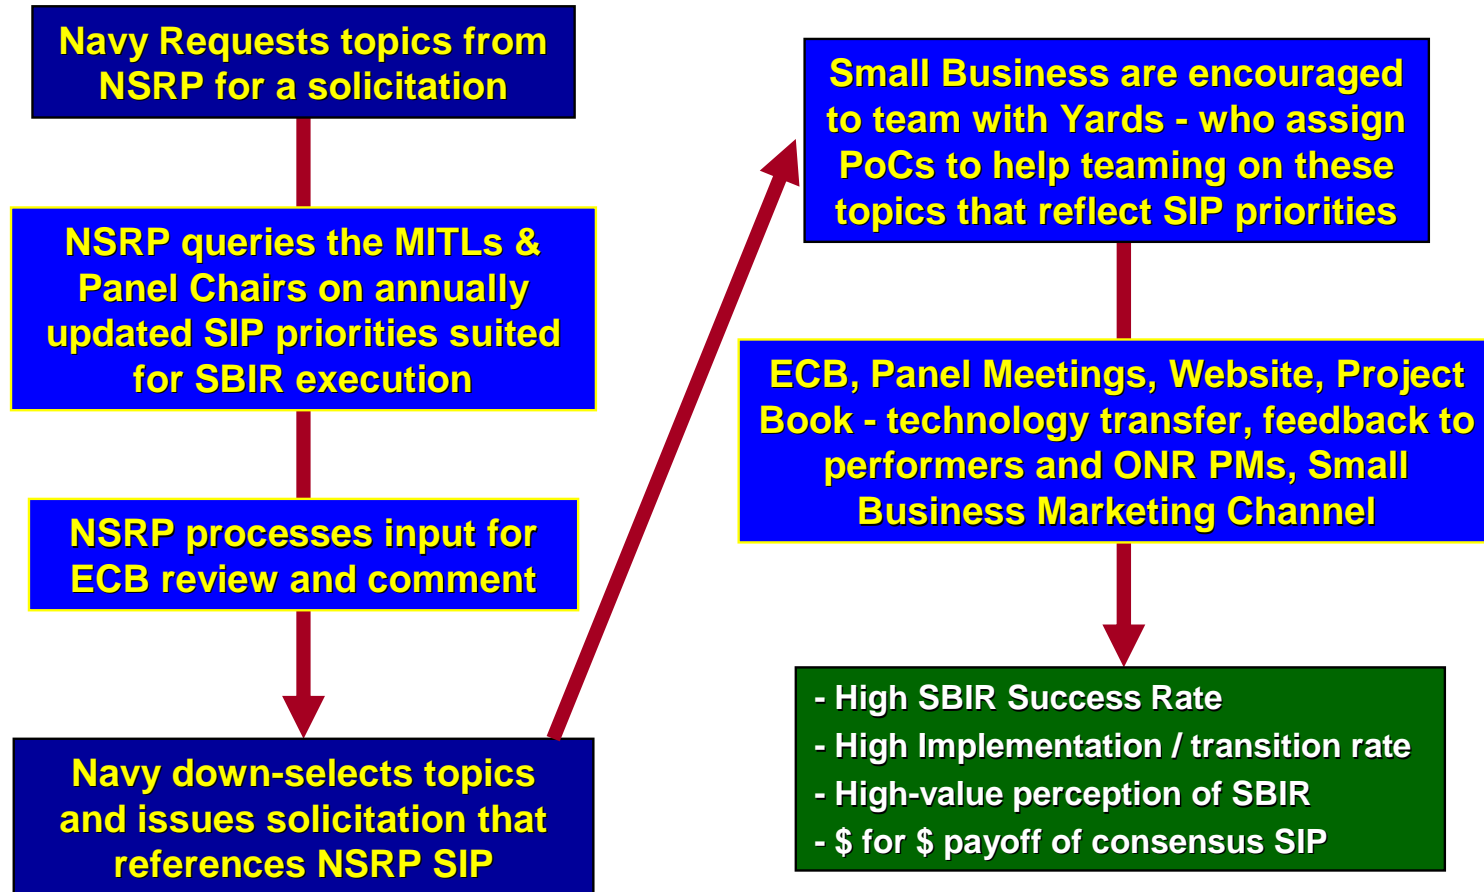 Navy Requests topics from
NSRP for a solicitation
NSRP queries the MITLs &
Panel Chairs on annually
updated SIP priorities suited
for SBIR execution
NSRP processes input for
ECB review and comment
Navy down-selects topics
and issues solicitation that
references NSRP SIP
Small Business are encouraged
to team with Yards - who assign
PoCs to help teaming on these
topics that reflect SIP priorities
ECB, Panel Meetings, Website, Project
Book - technology transfer, feedback to
performers and ONR PMs, Small
Business Marketing Channel
- High SBIR Success Rate
- High Implementation / transition rate
- High-value perception of SBIR
- $ for $ payoff of consensus SIP